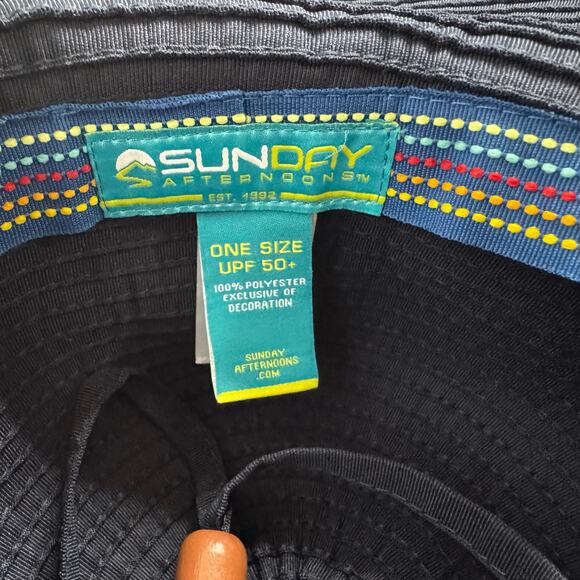 SUNDAY
AFTERNOONS™
EST. 1992
ONE SIZE
UPF 50+
100% POLYESTER
EXCLUSIVE OF
DECORATION
SUNDAY
AFTERNOONS
.COM